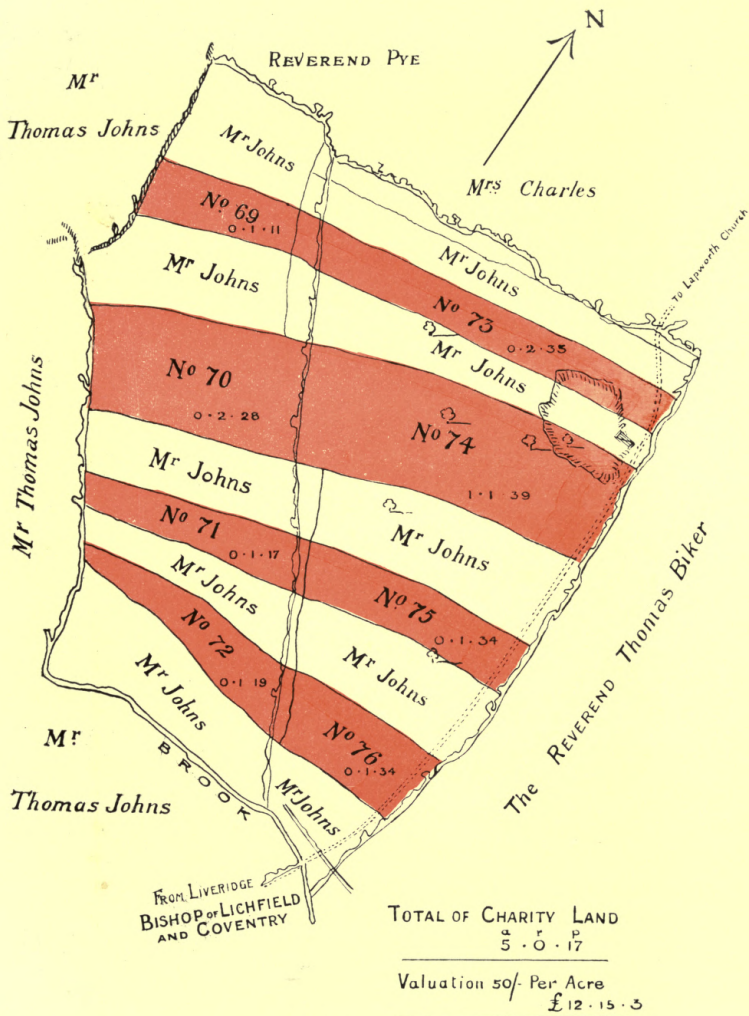 N
REVEREND PYE
Mr
Thomas Johns
Mr Johns
Mrs Charles
No 69
0·1·11
To Lapworth Church
Mr Johns
Mr Johns
No 73
0·2·35
Mr Johns
No 70
0·2·28
No 74
1·1·39
Mr Thomas Johns
Mr Johns
Mr Johns
No 71
0·1·17
Mr Johns
No 75
0·1·34
The REVEREND Thomas Biker
No 72
0·1·19
Mr Johns
Mr Johns
No 76
0·1·34
Mr
Thomas Johns
BROOK
Mr Johns
FROM LIVERIDGE
BISHOP OF LICHFIELD
AND COVENTRY
TOTAL OF CHARITY LAND
a r p
5·0·17
Valuation 50/- Per Acre
£12·15·3